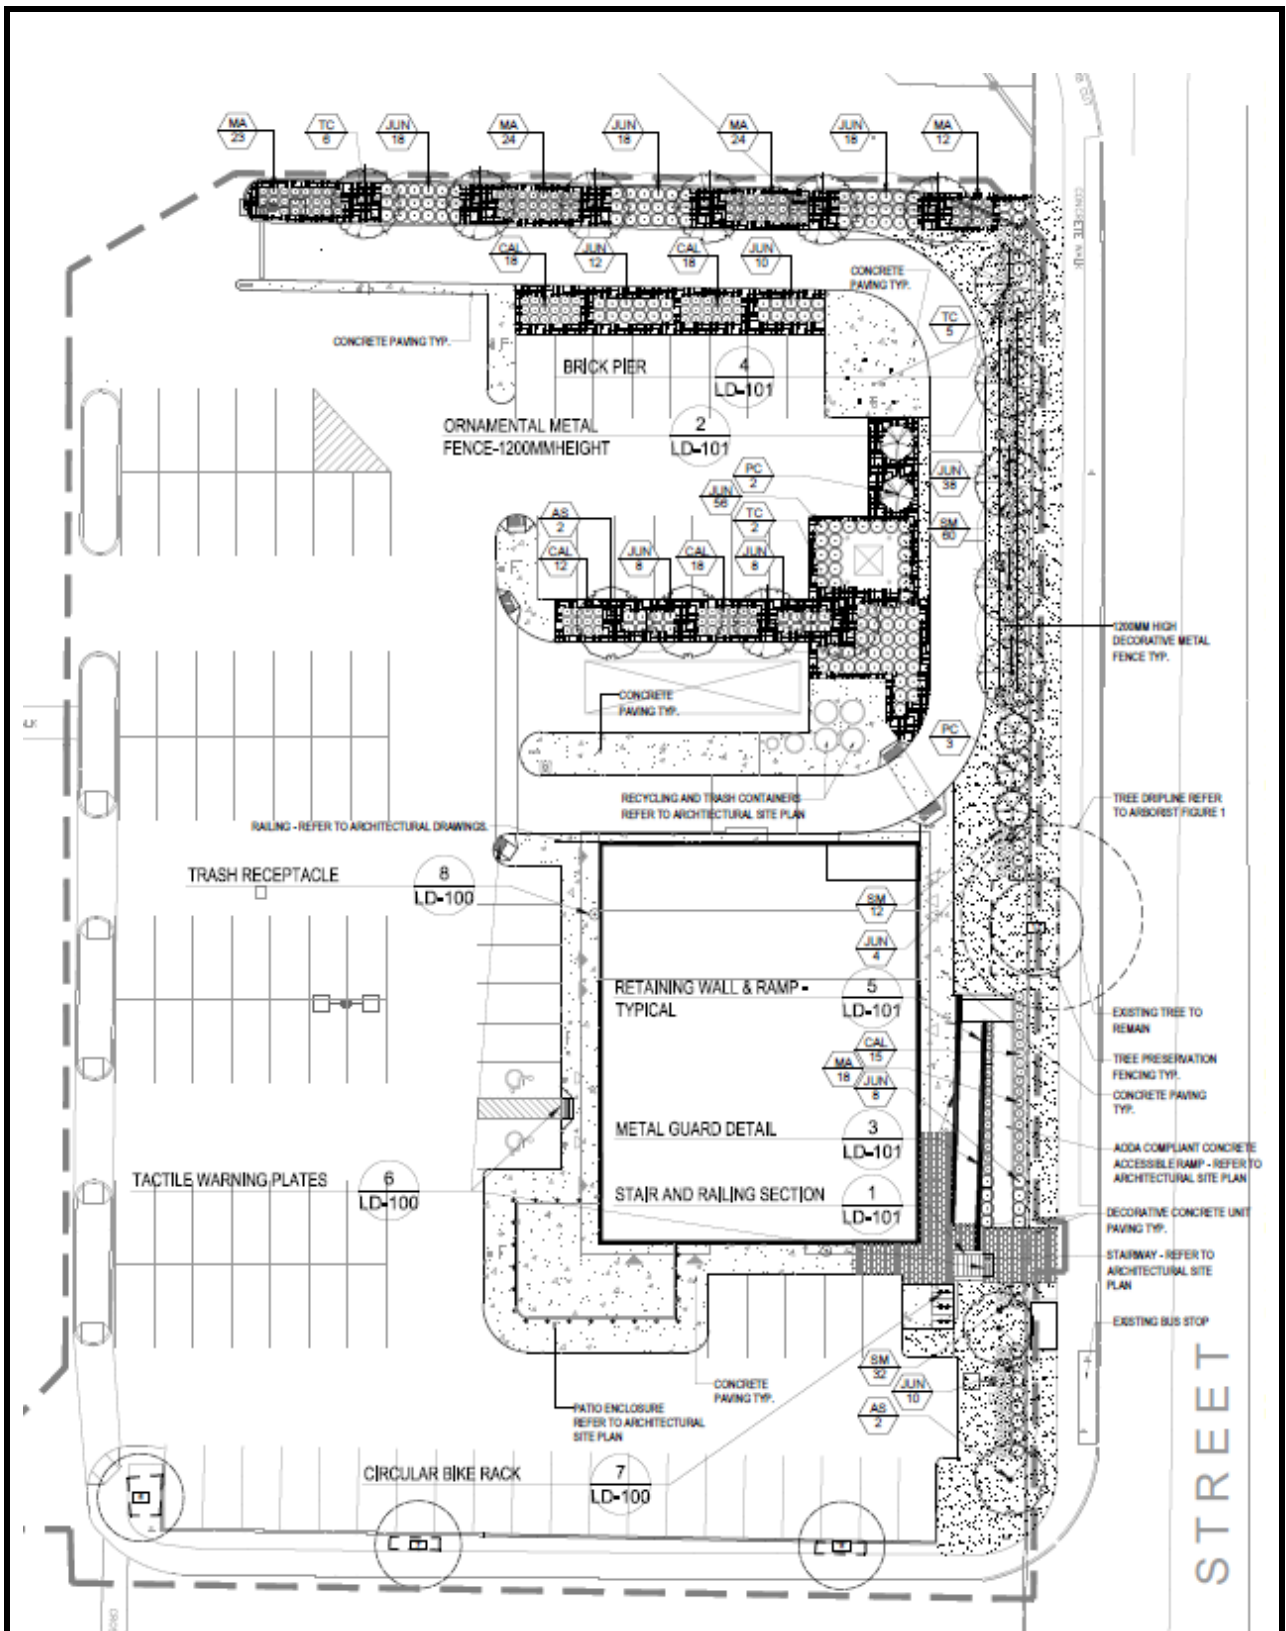 MA
23
TC
6
JUN
18
MA
24
JUN
18
MA
24
JUN
18
MA
12
CONCRETE WALK
CAL
18
JUN
12
CAL
18
JUN
10
CONCRETE
PAVING TYP.
TC
5
CONCRETE PAVING TYP.
BRICK PIER
4
LD-101
ORNAMENTAL METAL
FENCE-1200MMHEIGHT
2
LD-101
PC
2
JUN
56
TC
2
JUN
38
SM
60
AS
2
CAL
12
JUN
8
CAL
18
JUN
8
1200MM HIGH
DECORATIVE METAL
FENCE TYP.
CONCRETE
PAVING TYP.
PC
3
RECYCLING AND TRASH CONTAINERS
REFER TO ARCHITECTURAL SITE PLAN
TREE DRIPLINE REFER
TO ARBORIST FIGURE 1
RAILING - REFER TO ARCHITECTURAL DRAWINGS.
TRASH RECEPTACLE
8
LD-100
SM
12
JUN
4
RETAINING WALL & RAMP -
TYPICAL
5
LD-101
EXISTING TREE TO
REMAIN
CAL
15
MA
18
JUN
8
TREE PRESERVATION
FENCING TYP.
CONCRETE PAVING
TYP.
METAL GUARD DETAIL
3
LD-101
AODA COMPLIANT CONCRETE
ACCESSIBLE RAMP - REFER TO
ARCHITECTURAL SITE PLAN
TACTILE WARNING PLATES
6
LD-100
STAIR AND RAILING SECTION
1
LD-101
DECORATIVE CONCRETE UNIT
PAVING TYP.
STAIRWAY - REFER TO
ARCHITECTURAL SITE
PLAN
EXISTING BUS STOP
SM
32
JUN
10
AS
2
CONCRETE
PAVING TYP.
PATIO ENCLOSURE
REFER TO ARCHITECTURAL
SITE PLAN
CIRCULAR BIKE RACK
7
LD-100
STREET